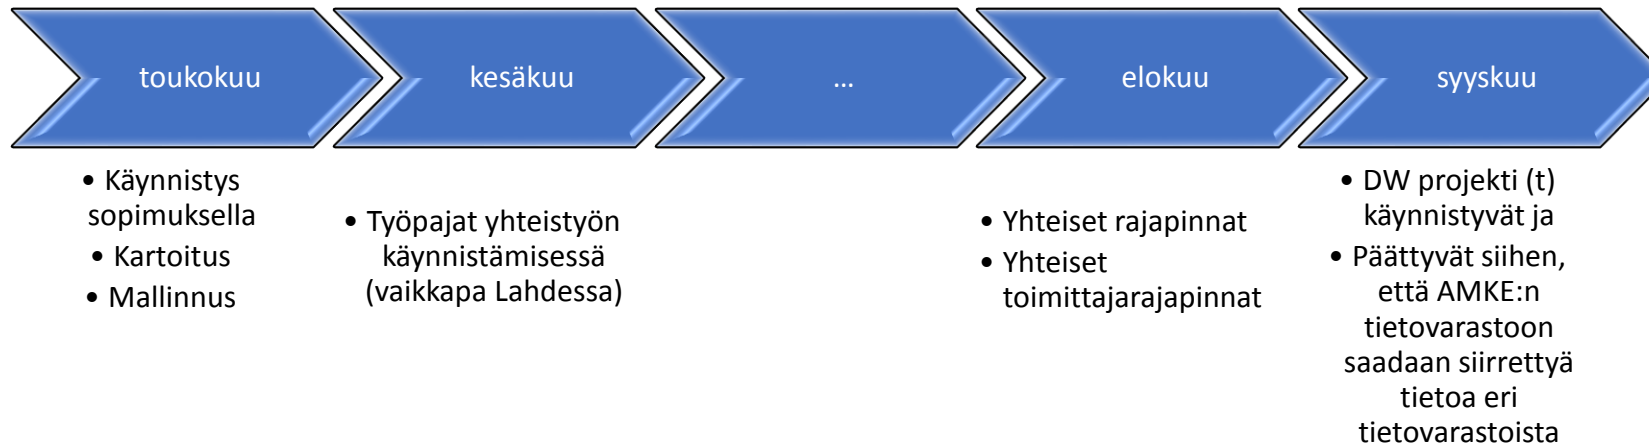 toukokuu
kesäkuu
...
elokuu
syyskuu
• Käynnistys
sopimuksella
• Kartoitus
• Mallinnus
• Työpajat yhteistyön
käynnistämisessä
(vaikkapa Lahdessa)
• Yhteiset rajapinnat
• Yhteiset
toimittajarajapinnat
• DW projekti (t)
käynnistyvät ja
• Päättyvät siihen,
että AMKE:n
tietovarastoon
saadaan siirrettyä
tietoa eri
tietovarastoista